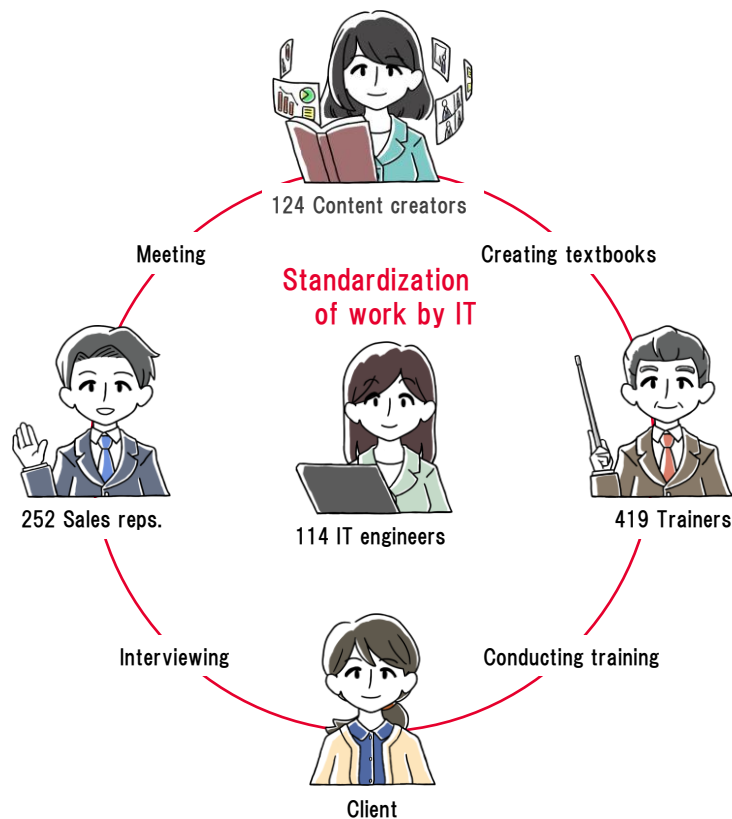 124 Content creators
Meeting
Creating textbooks
Standardization
of work by IT
252 Sales reps.
114 IT engineers
419 Trainers
Interviewing
Conducting training
Client